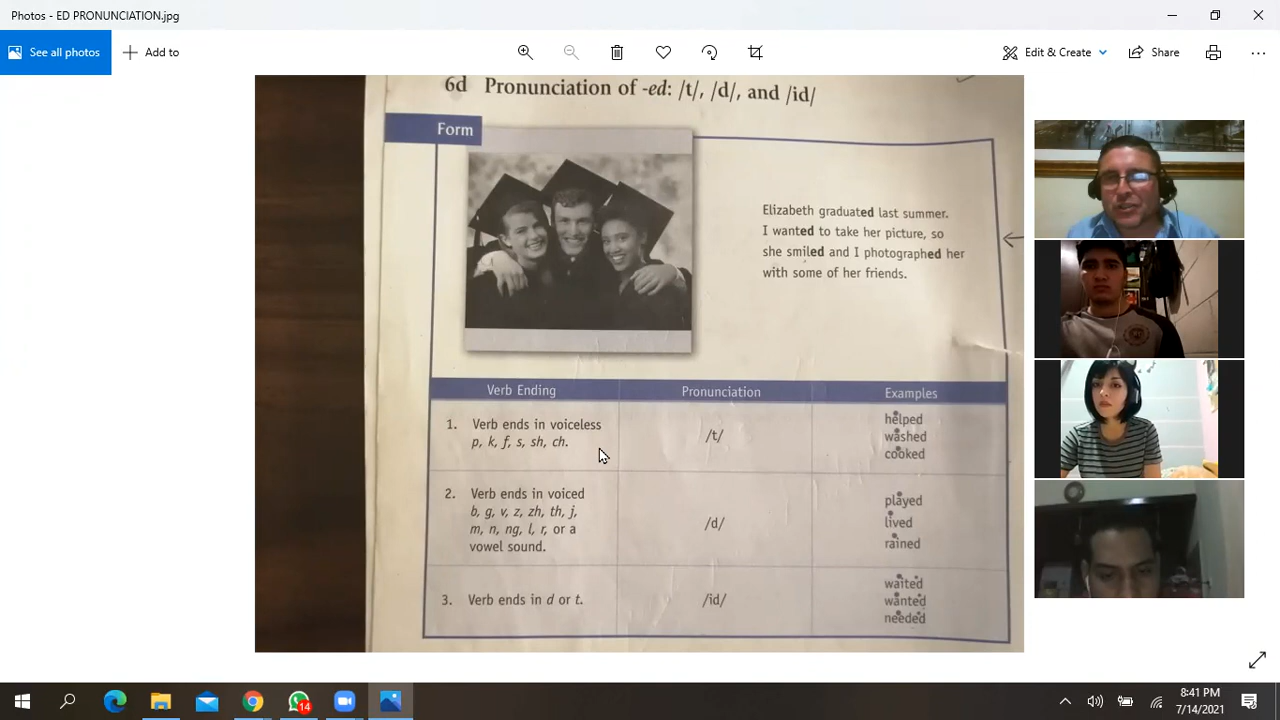 Photos - ED PRONUNCIATION.jpg
See all photos
Add to
Edit & Create
Share
6d Pronunciation of -ed: /t/, /d/, and /id/
Form
Elizabeth graduated last summer.
I wanted to take her picture, so
she smiled and I photographed her
with some of her friends.
Verb Ending Pronunciation Examples
1. Verb ends in voiceless
p, k, f, s, sh, ch.
/t/
helped
washed
cooked
2. Verb ends in voiced
b, g, v, z, zh, th, j,
m, n, ng, l, r, or a
vowel sound.
/d/
played
lived
rained
3. Verb ends in d or t.
/id/
waited
wanted
needed
14
8:41 PM
7/14/2021